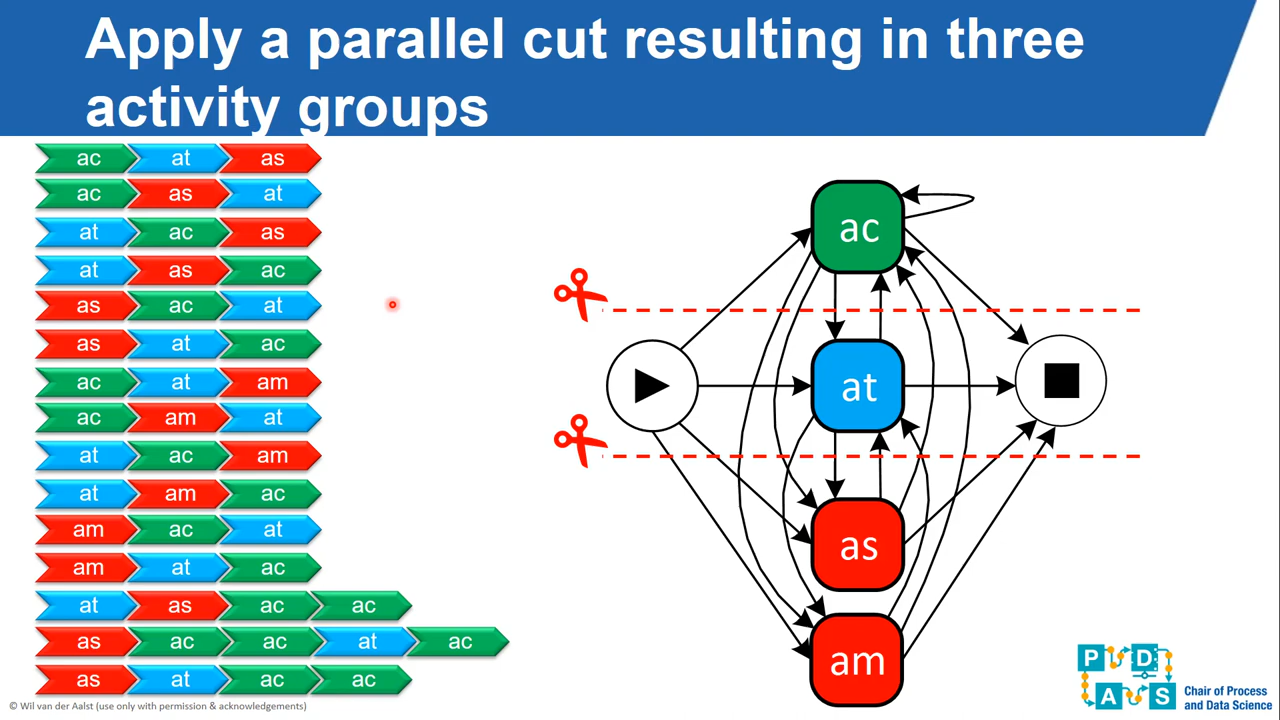 Apply a parallel cut resulting in three
activity groups
ac at as
ac as at
at ac as
at as ac
as ac at
as at ac
ac at am
ac am at
at ac am
at am ac
am ac at
am at ac
at as ac ac
as ac ac at ac
as at ac ac
ac
at
as
am
© Wil van der Aalst (use only with permission & acknowledgements)
P D
A S
Chair of Process
and Data Science